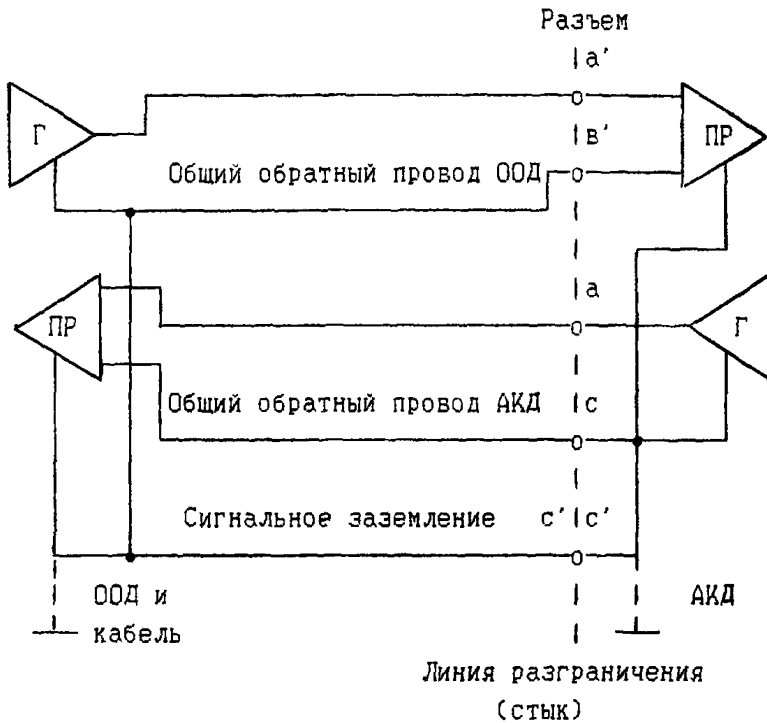 Разъем
а'
Г
в'
ПР
Общий обратный провод ООД
а
ПР
Г
Общий обратный провод АКД
с
Сигнальное заземление
с' с'
ООД и
кабель
АКД
Линия разграничения
(стык)